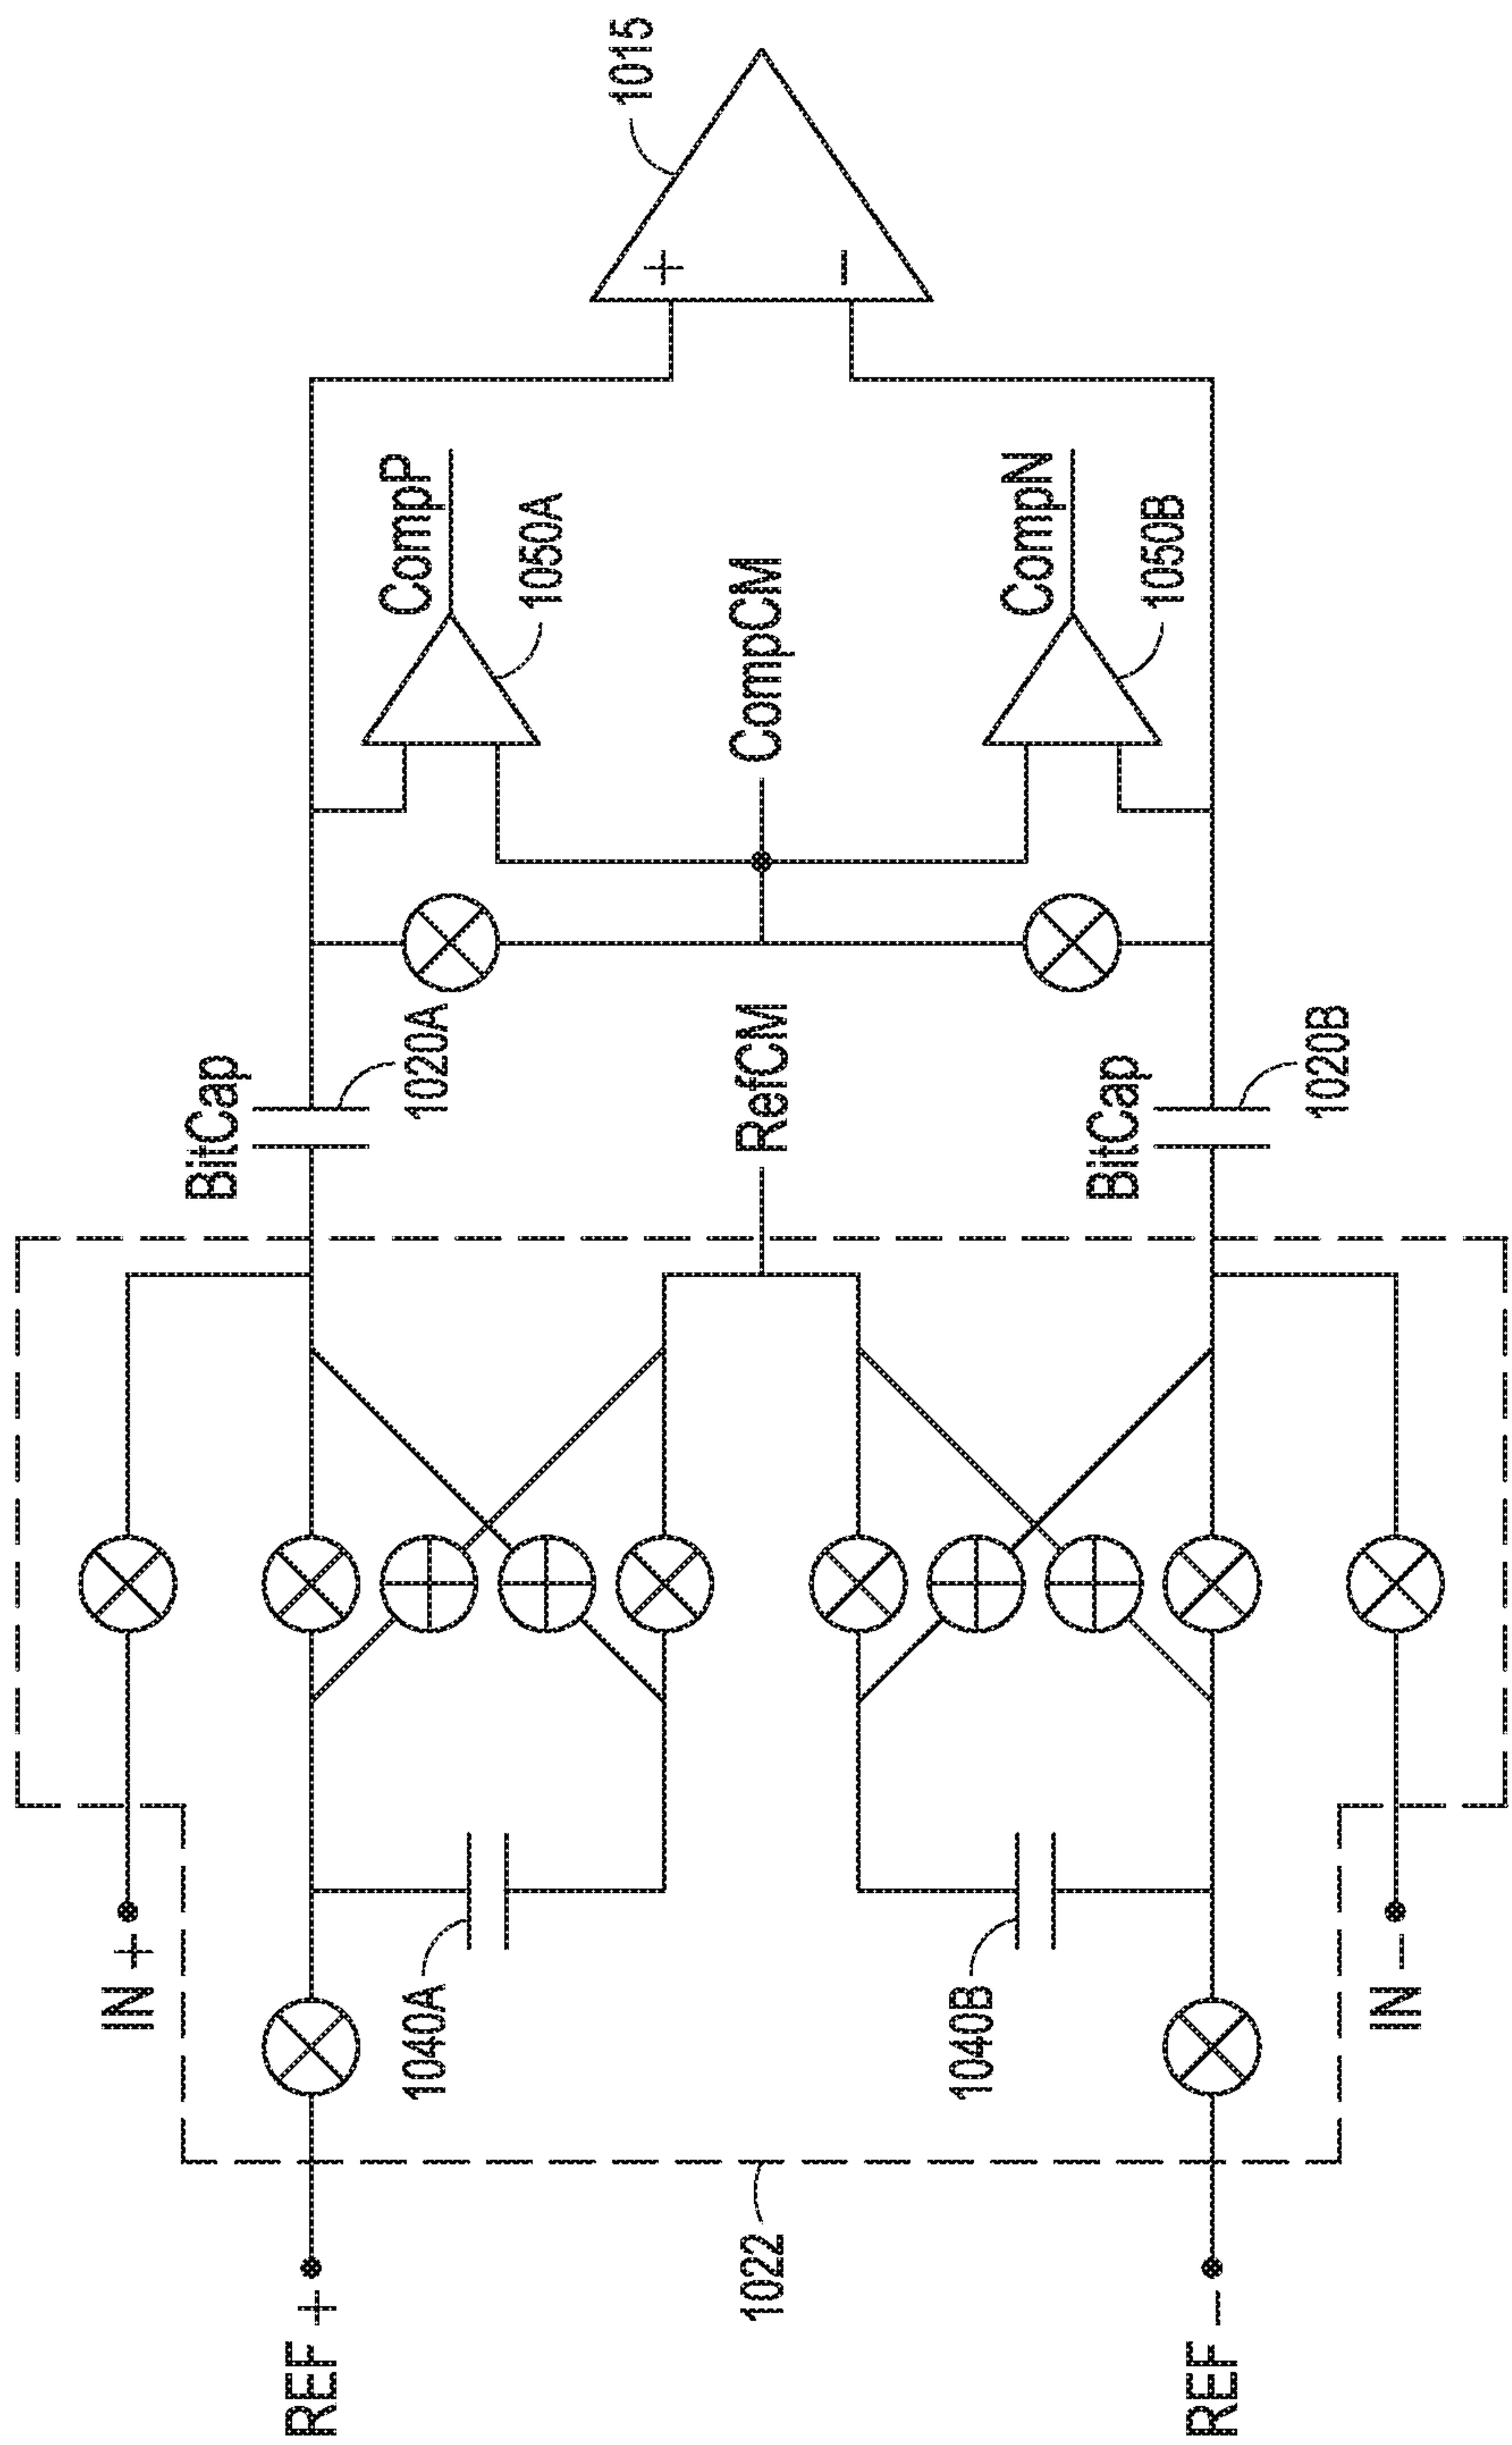 REF +
REF −
IN +
IN −
1022
1040A
1040B
BitCap
1020A
RefCM
BitCap
1020B
CompP
1050A
CompCM
CompN
1050B
+
−
1015